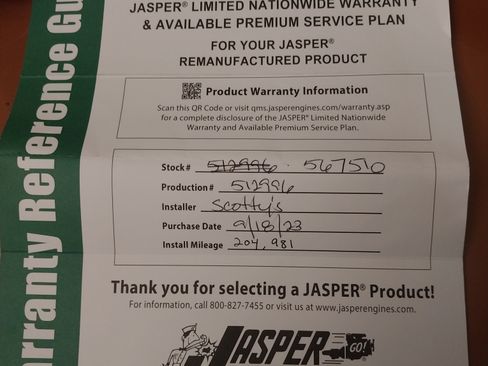 Warranty Reference Gu
JASPER® LIMITED NATIONWIDE WARRANTY
& AVAILABLE PREMIUM SERVICE PLAN
FOR YOUR JASPER®
REMANUFACTURED PRODUCT
Product Warranty Information
Scan this QR Code or visit qms.jasperengines.com/warranty.asp
for a complete disclosure of the JASPER® Limited Nationwide
Warranty and Available Premium Service Plan.
Stock # 512996 · 567510
Production # 512996
Installer Scotty's
Purchase Date 9/18/23
Install Mileage 204,981
Thank you for selecting a JASPER® Product!
For information, call 800-827-7455 or visit us at www.jasperengines.com.
JASPER
GO!